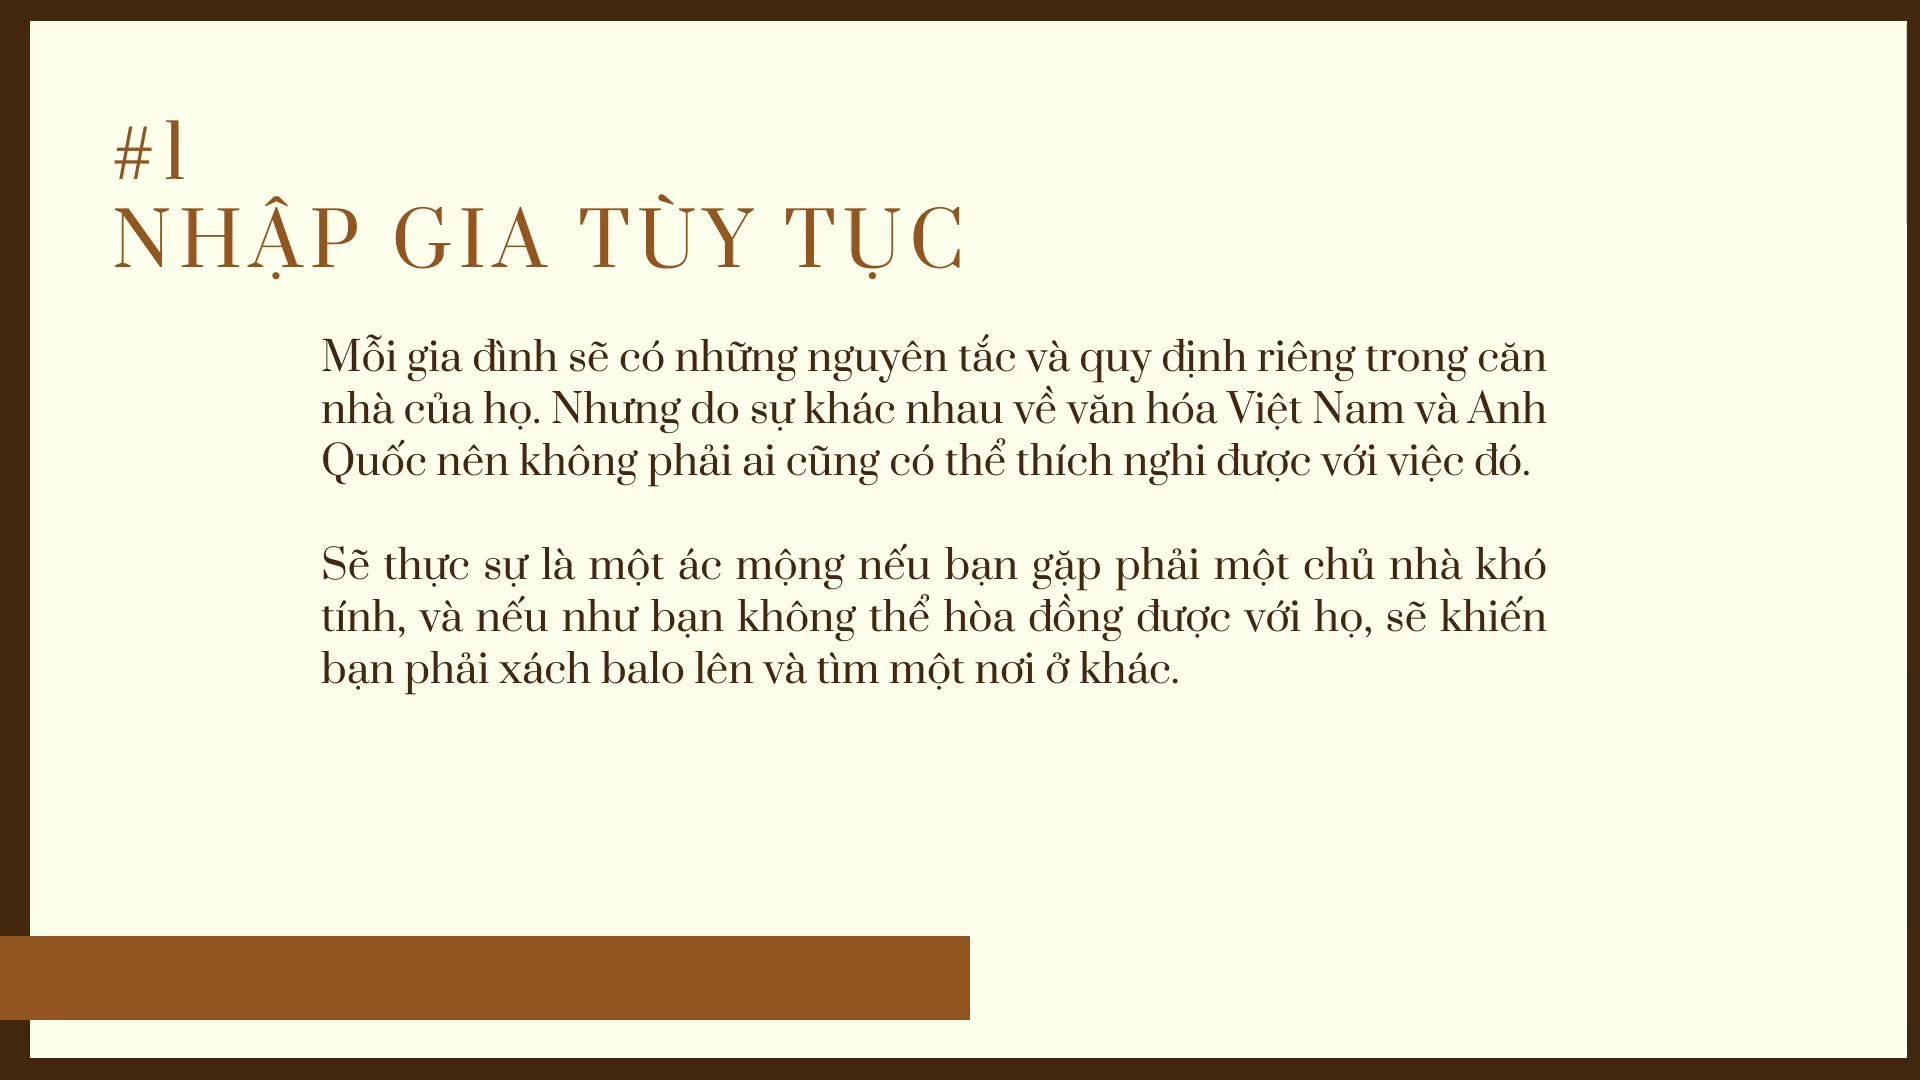 #1
NHẬP GIA TÙY TỤC
Mỗi gia đình sẽ có những nguyên tắc và quy định riêng trong căn
nhà của họ. Nhưng do sự khác nhau về văn hóa Việt Nam và Anh
Quốc nên không phải ai cũng có thể thích nghi được với việc đó.
Sẽ thực sự là một ác mộng nếu bạn gặp phải một chủ nhà khó
tính, và nếu như bạn không thể hòa đồng được với họ, sẽ khiến
bạn phải xách balo lên và tìm một nơi ở khác.